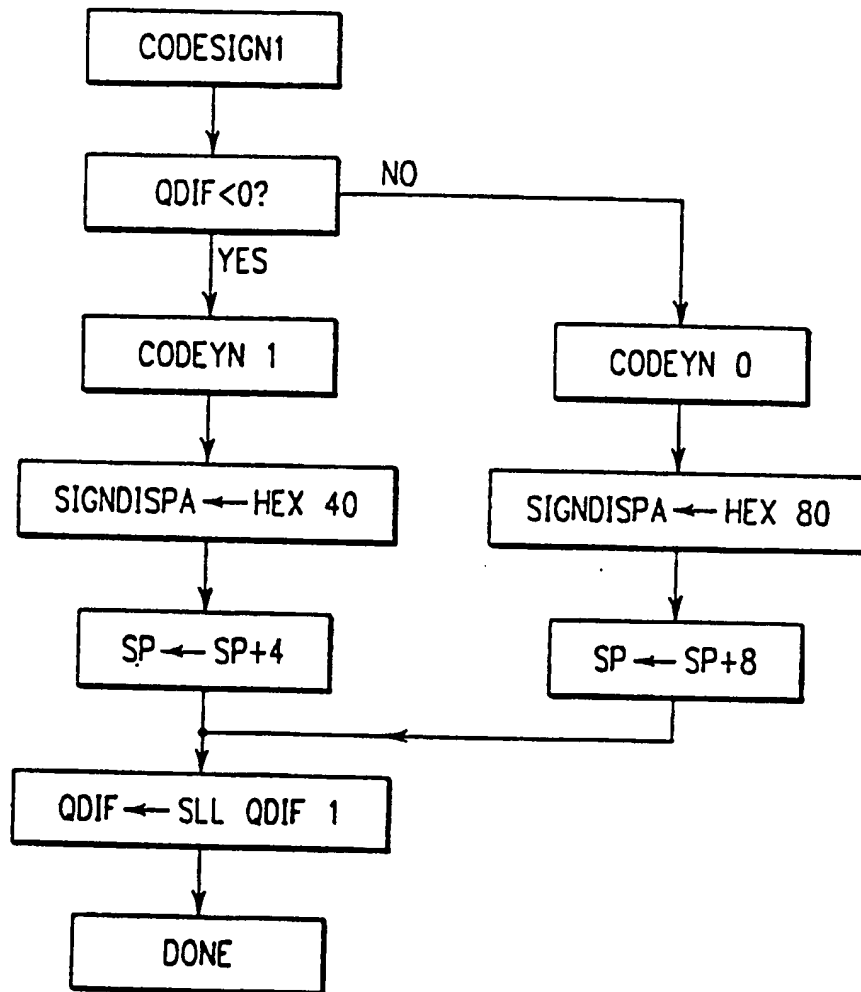 CODESIGN1
QDIF<0?
NO
YES
CODEYN 1
CODEYN 0
SIGNDISPA ← HEX 40
SIGNDISPA ← HEX 80
SP ← SP+4
SP ← SP+8
QDIF ← SLL QDIF 1
DONE